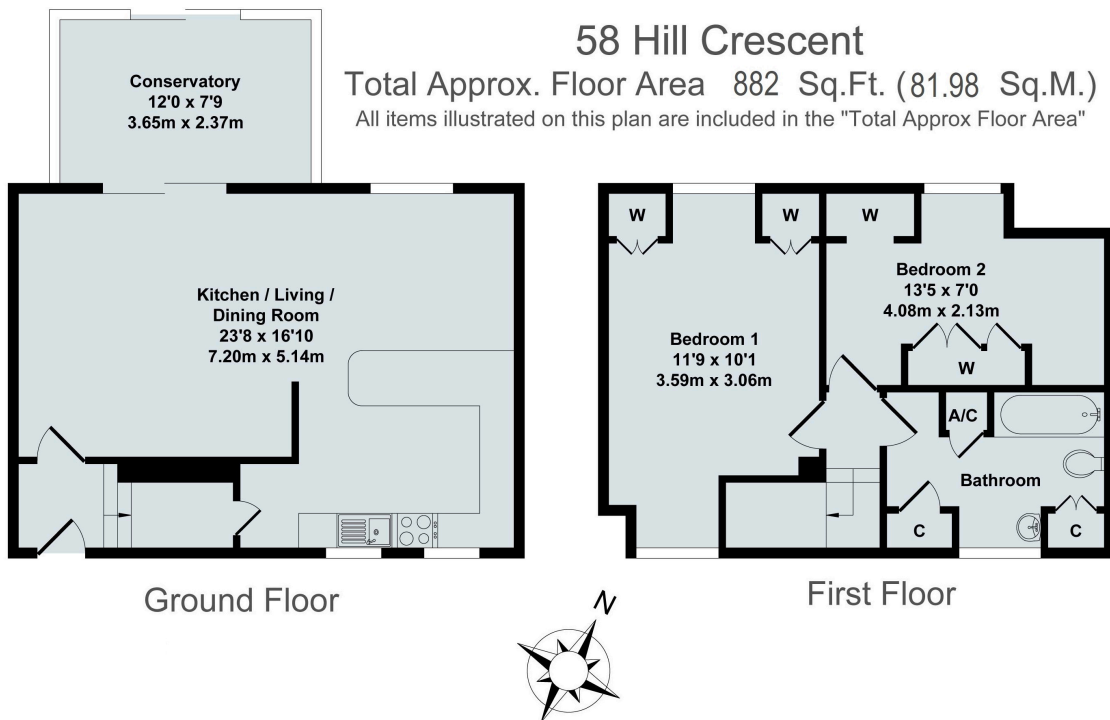 58 Hill Crescent
Total Approx. Floor Area 882 Sq.Ft. (81.98 Sq.M.)
All items illustrated on this plan are included in the "Total Approx Floor Area"
Conservatory
12'0 x 7'9
3.65m x 2.37m
Kitchen / Living /
Dining Room
23'8 x 16'10
7.20m x 5.14m
Ground Floor
W
W
W
Bedroom 2
13'5 x 7'0
4.08m x 2.13m
Bedroom 1
11'9 x 10'1
3.59m x 3.06m
W
A/C
Bathroom
C
C
First Floor
N